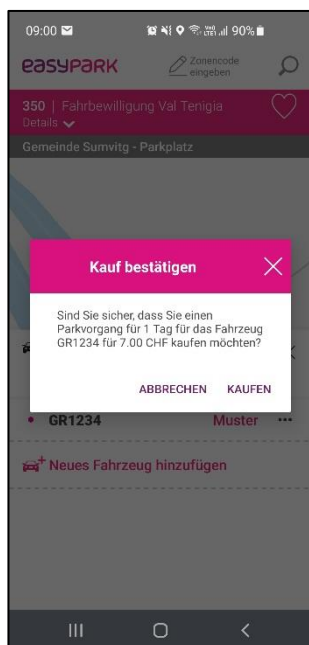 09:00 90%
easyPARK
Zonencode
eingeben
350 | Fahrbewilligung Val Tenigia
Details
Gemeinde Sumvitg - Parkplatz
Kauf bestätigen
Sind Sie sicher, dass Sie einen
Parkvorgang für 1 Tag für das Fahrzeug
GR1234 für 7.00 CHF kaufen möchten?
ABBRECHEN KAUFEN
GR1234 Muster
Neues Fahrzeug hinzufügen